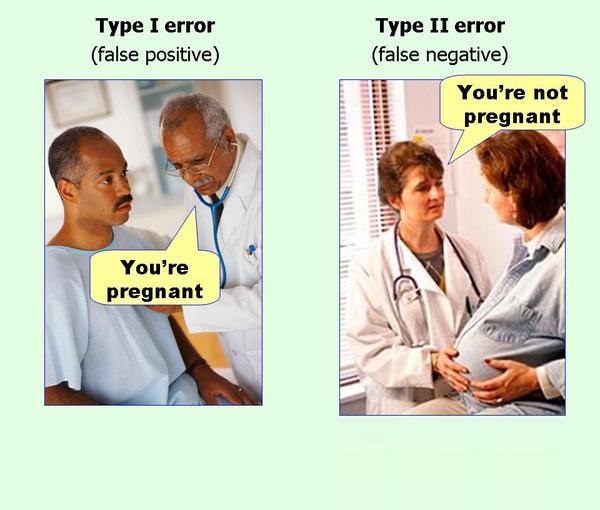 Type I error
(false positive)
You're
pregnant
Type II error
(false negative)
You're not
pregnant